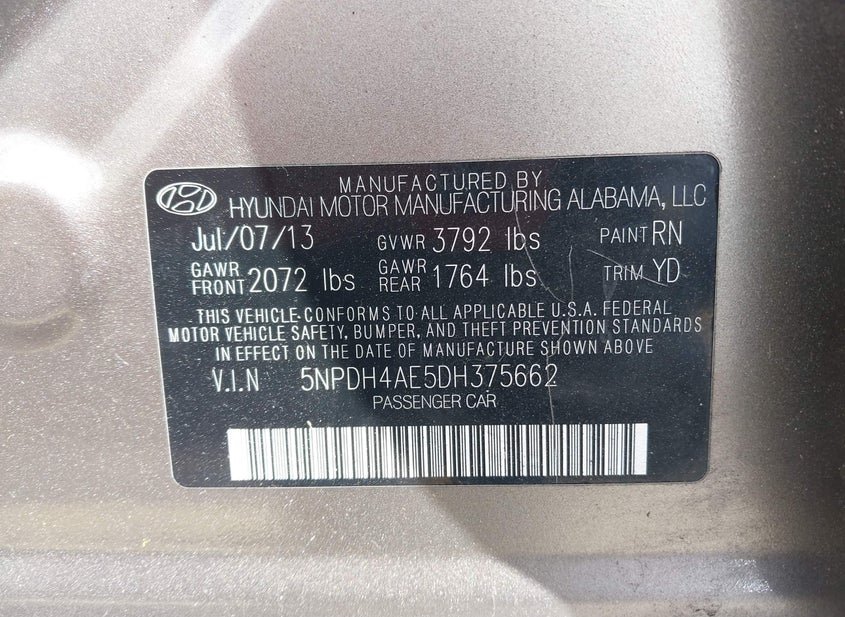 MANUFACTURED BY
HYUNDAI MOTOR MANUFACTURING ALABAMA, LLC
Jul/07/13 GVWR 3792 lbs PAINT RN
GAWR FRONT 2072 lbs GAWR REAR 1764 lbs TRIM YD
THIS VEHICLE CONFORMS TO ALL APPLICABLE U.S.A. FEDERAL
MOTOR VEHICLE SAFETY, BUMPER, AND THEFT PREVENTION STANDARDS
IN EFFECT ON THE DATE OF MANUFACTURE SHOWN ABOVE
V.I.N 5NPDH4AE5DH375662
PASSENGER CAR